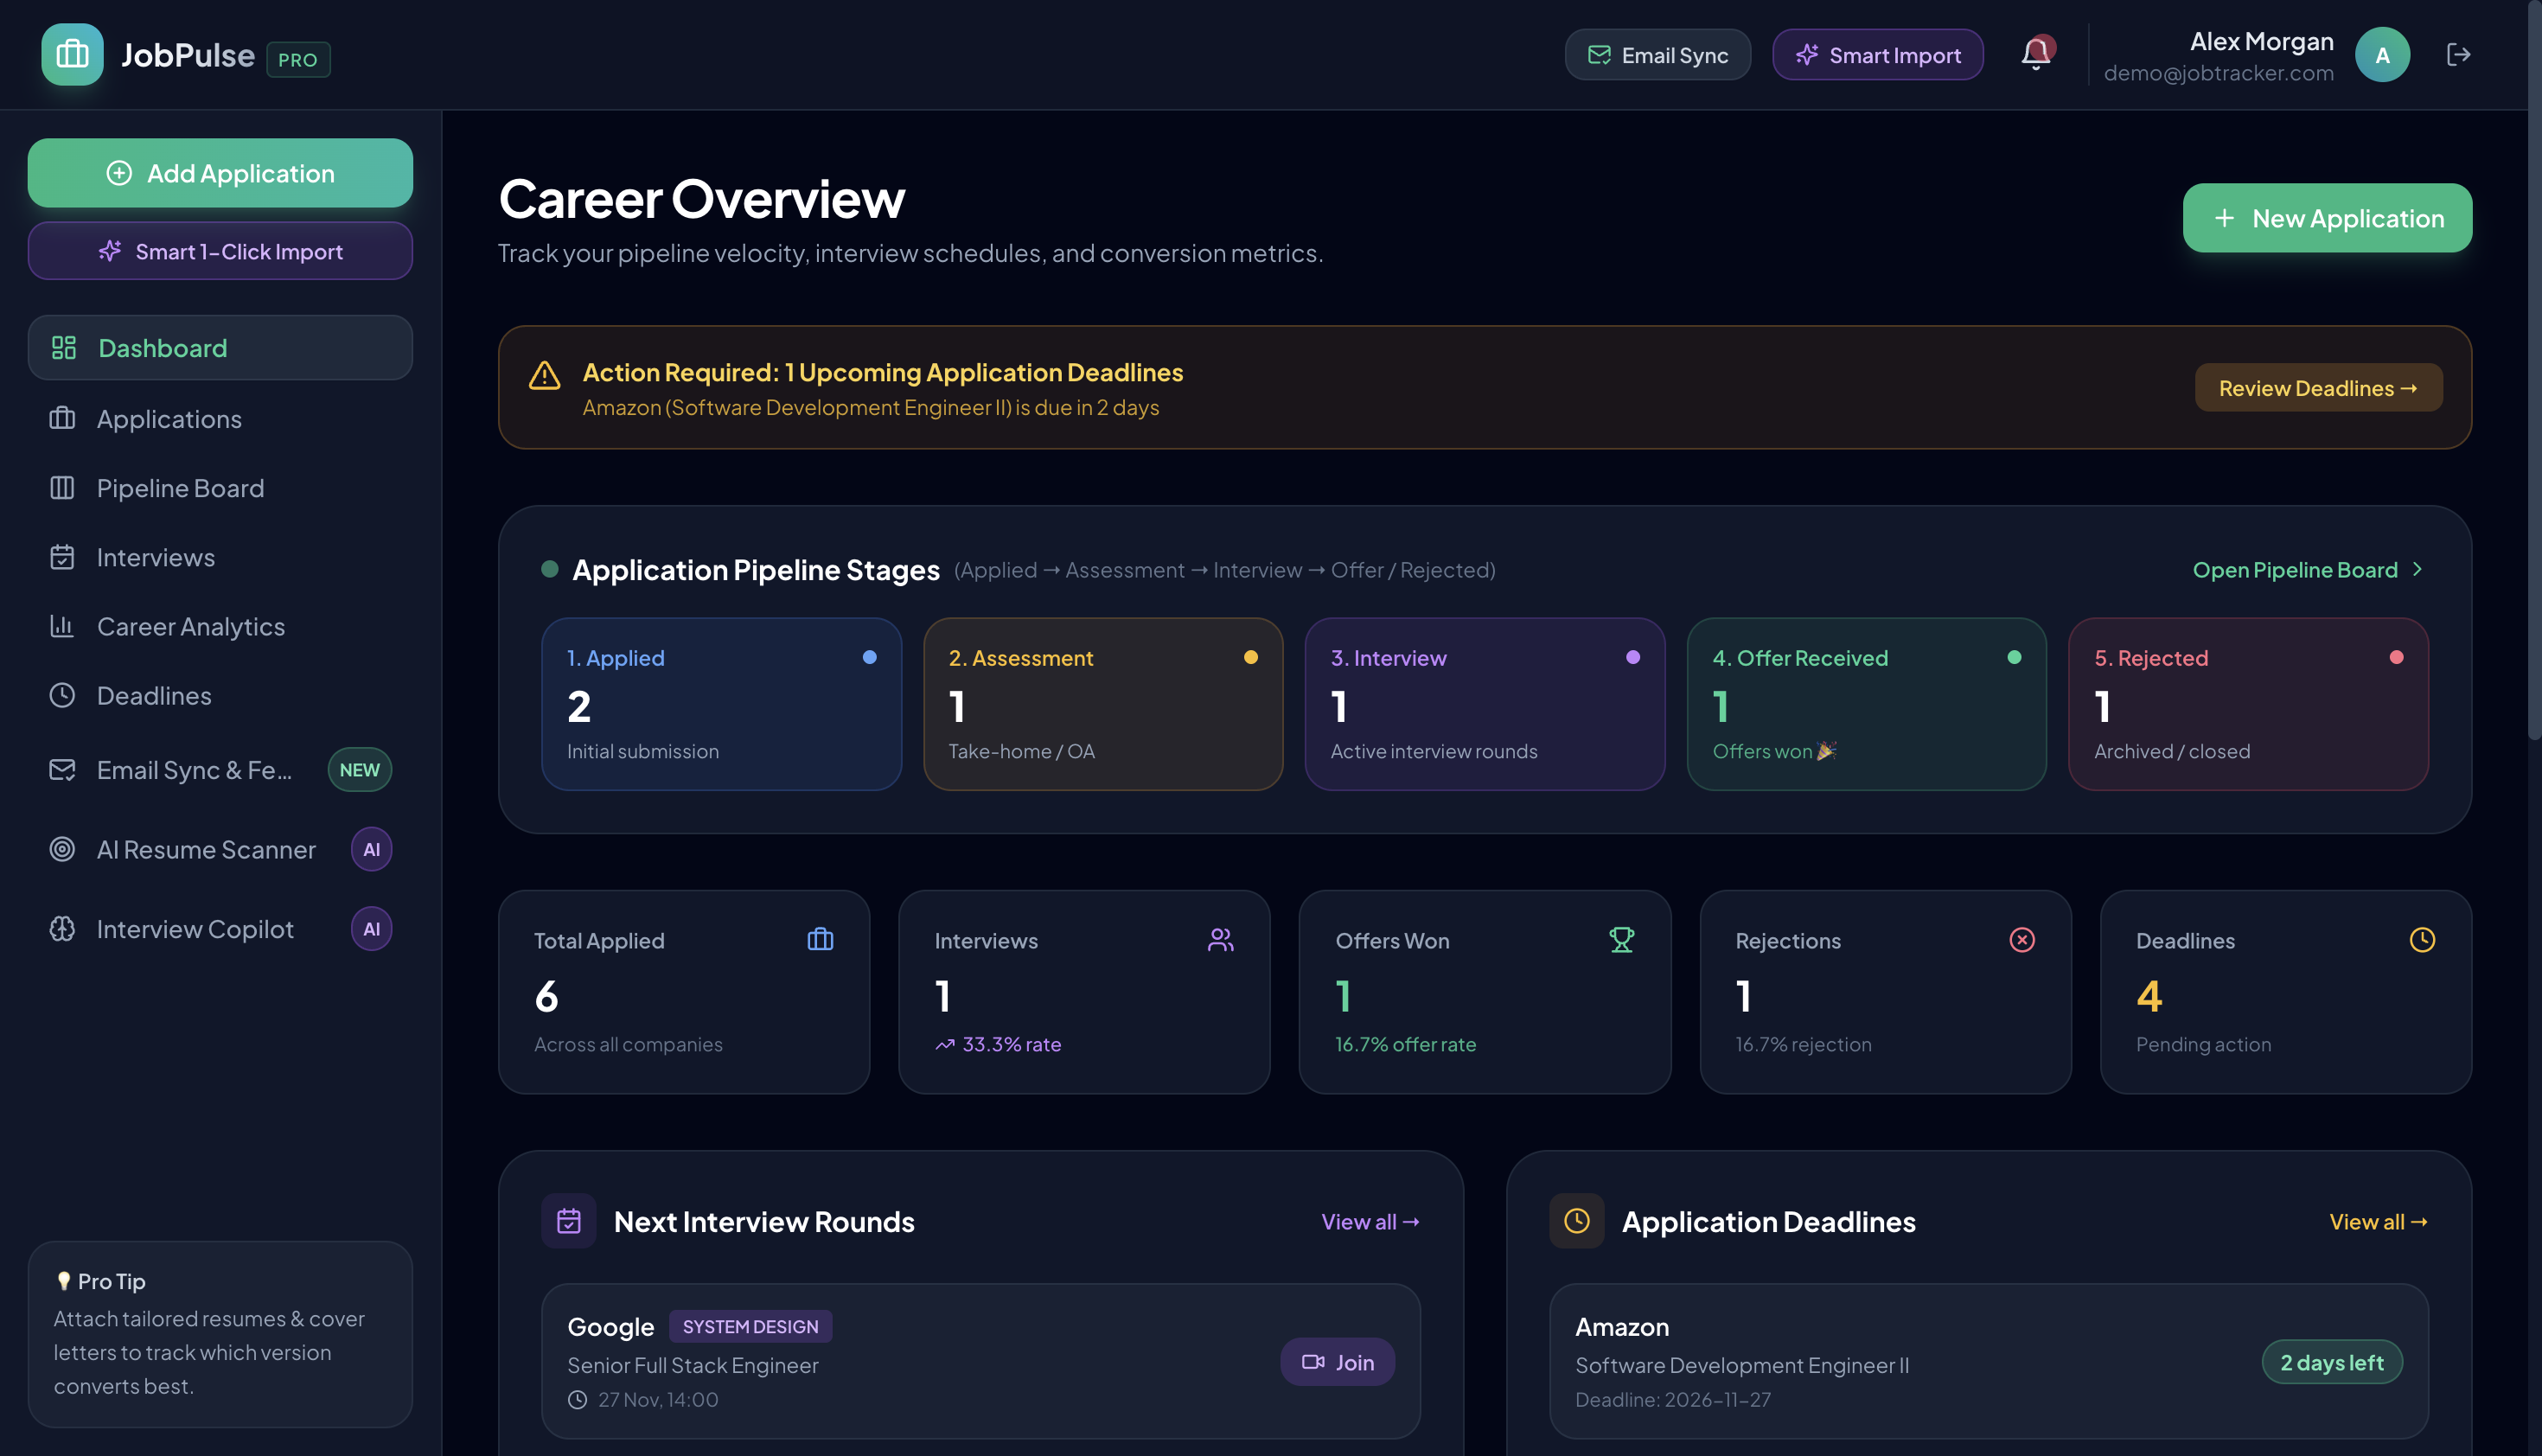 JobPulse PRO
Email Sync
Smart Import
Alex Morgan
demo@jobtracker.com
A
Add Application
Smart 1-Click Import
Dashboard
Applications
Pipeline Board
Interviews
Career Analytics
Deadlines
Email Sync & Fe... NEW
AI Resume Scanner AI
Interview Copilot AI
💡 Pro Tip
Attach tailored resumes & cover
letters to track which version
converts best.
Career Overview
Track your pipeline velocity, interview schedules, and conversion metrics.
+ New Application
Action Required: 1 Upcoming Application Deadlines
Amazon (Software Development Engineer II) is due in 2 days
Review Deadlines →
Application Pipeline Stages (Applied → Assessment → Interview → Offer / Rejected)
Open Pipeline Board >
1. Applied
2
Initial submission
2. Assessment
1
Take-home / OA
3. Interview
1
Active interview rounds
4. Offer Received
1
Offers won 🎉
5. Rejected
1
Archived / closed
Total Applied
6
Across all companies
Interviews
1
33.3% rate
Offers Won
1
16.7% offer rate
Rejections
1
16.7% rejection
Deadlines
4
Pending action
Next Interview Rounds
View all →
Google SYSTEM DESIGN
Senior Full Stack Engineer
27 Nov, 14:00
Join
Application Deadlines
View all →
Amazon
Software Development Engineer II
Deadline: 2026-11-27
2 days left